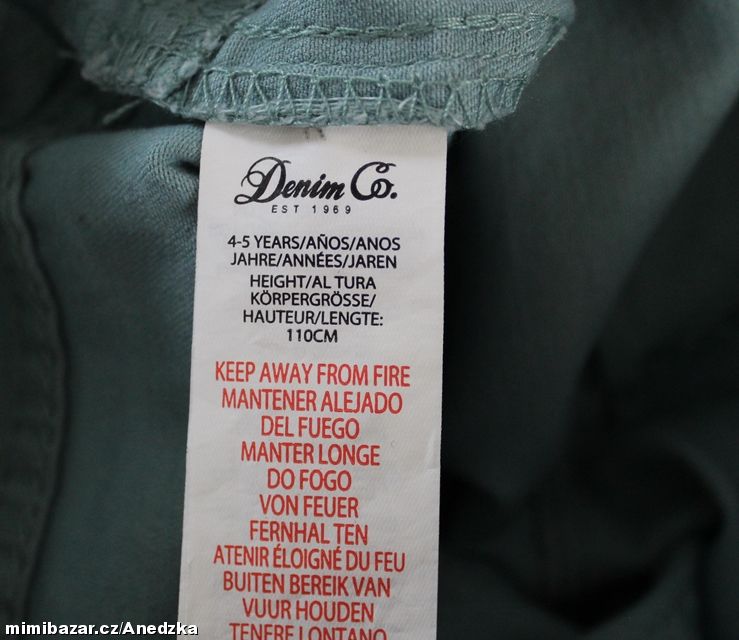 Denim Co.
EST 1969
4-5 YEARS/AÑOS/ANOS
JAHRE/ANNÉES/JAREN
HEIGHT/AL TURA
KÖRPERGRÖSSE/
HAUTEUR/LENGTE:
110CM
KEEP AWAY FROM FIRE
MANTENER ALEJADO
DEL FUEGO
MANTER LONGE
DO FOGO
VON FEUER
FERNHAL TEN
ATENIR ÉLOIGNÉ DU FEU
BUITEN BEREIK VAN
VUUR HOUDEN
TENERE LONTANO
mimibazar.cz/Anedzka